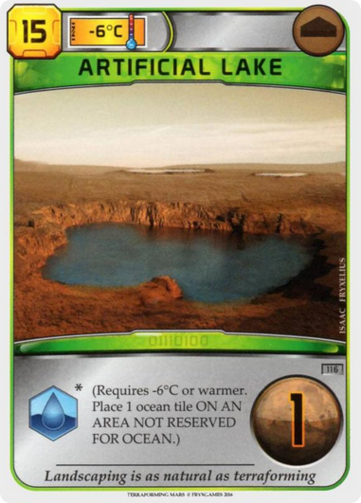 15
-6°C
ARTIFICIAL LAKE
ISAAC FRYXELIUS
01110100
116
* (Requires -6°C or warmer.
Place 1 ocean tile ON AN
AREA NOT RESERVED
FOR OCEAN.)
1
Landscaping is as natural as terraforming
TERRAFORMING MARS © FRYXGAMES 2016